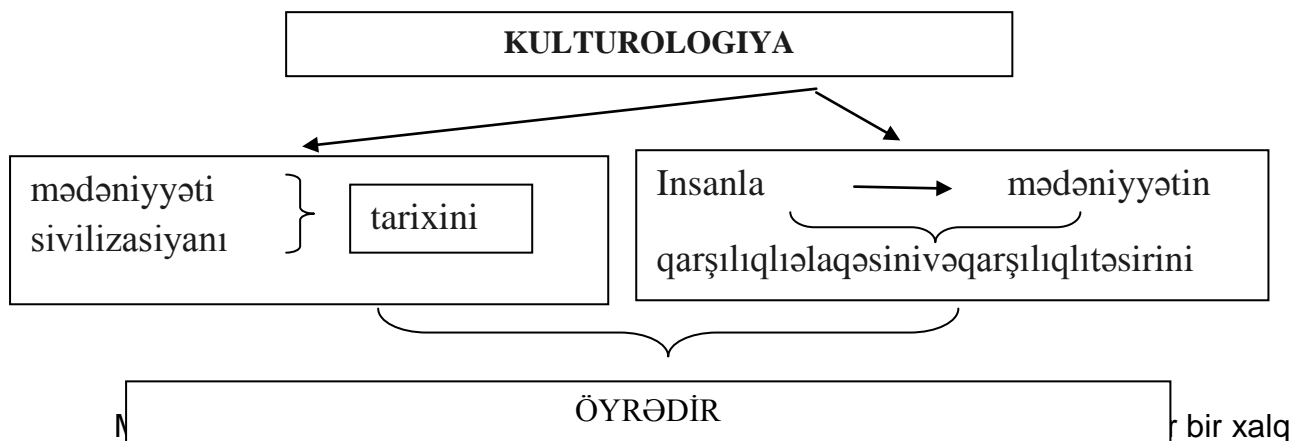 KULTUROLOGIYA
mədəniyyəti
sivilizasiyanı
tarixini
Insanla mədəniyyətin
qarşılıqlıəlaqəsinivəqarşılıqlıtəsirini
ÖYRƏDİR
bir xalq